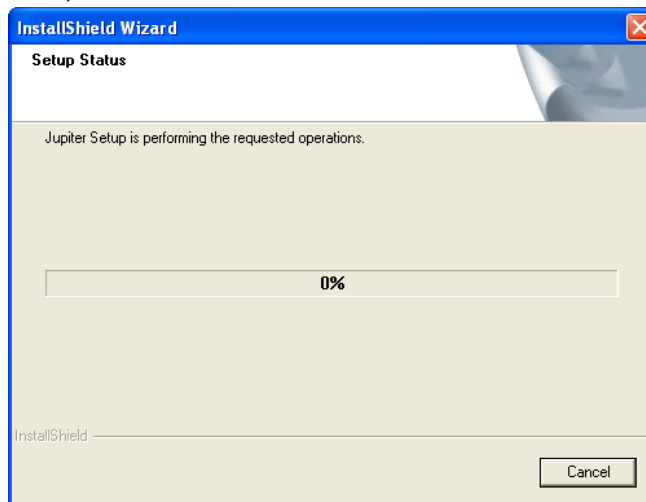 InstallShield Wizard
Setup Status
Jupiter Setup is performing the requested operations.
0%
InstallShield
Cancel